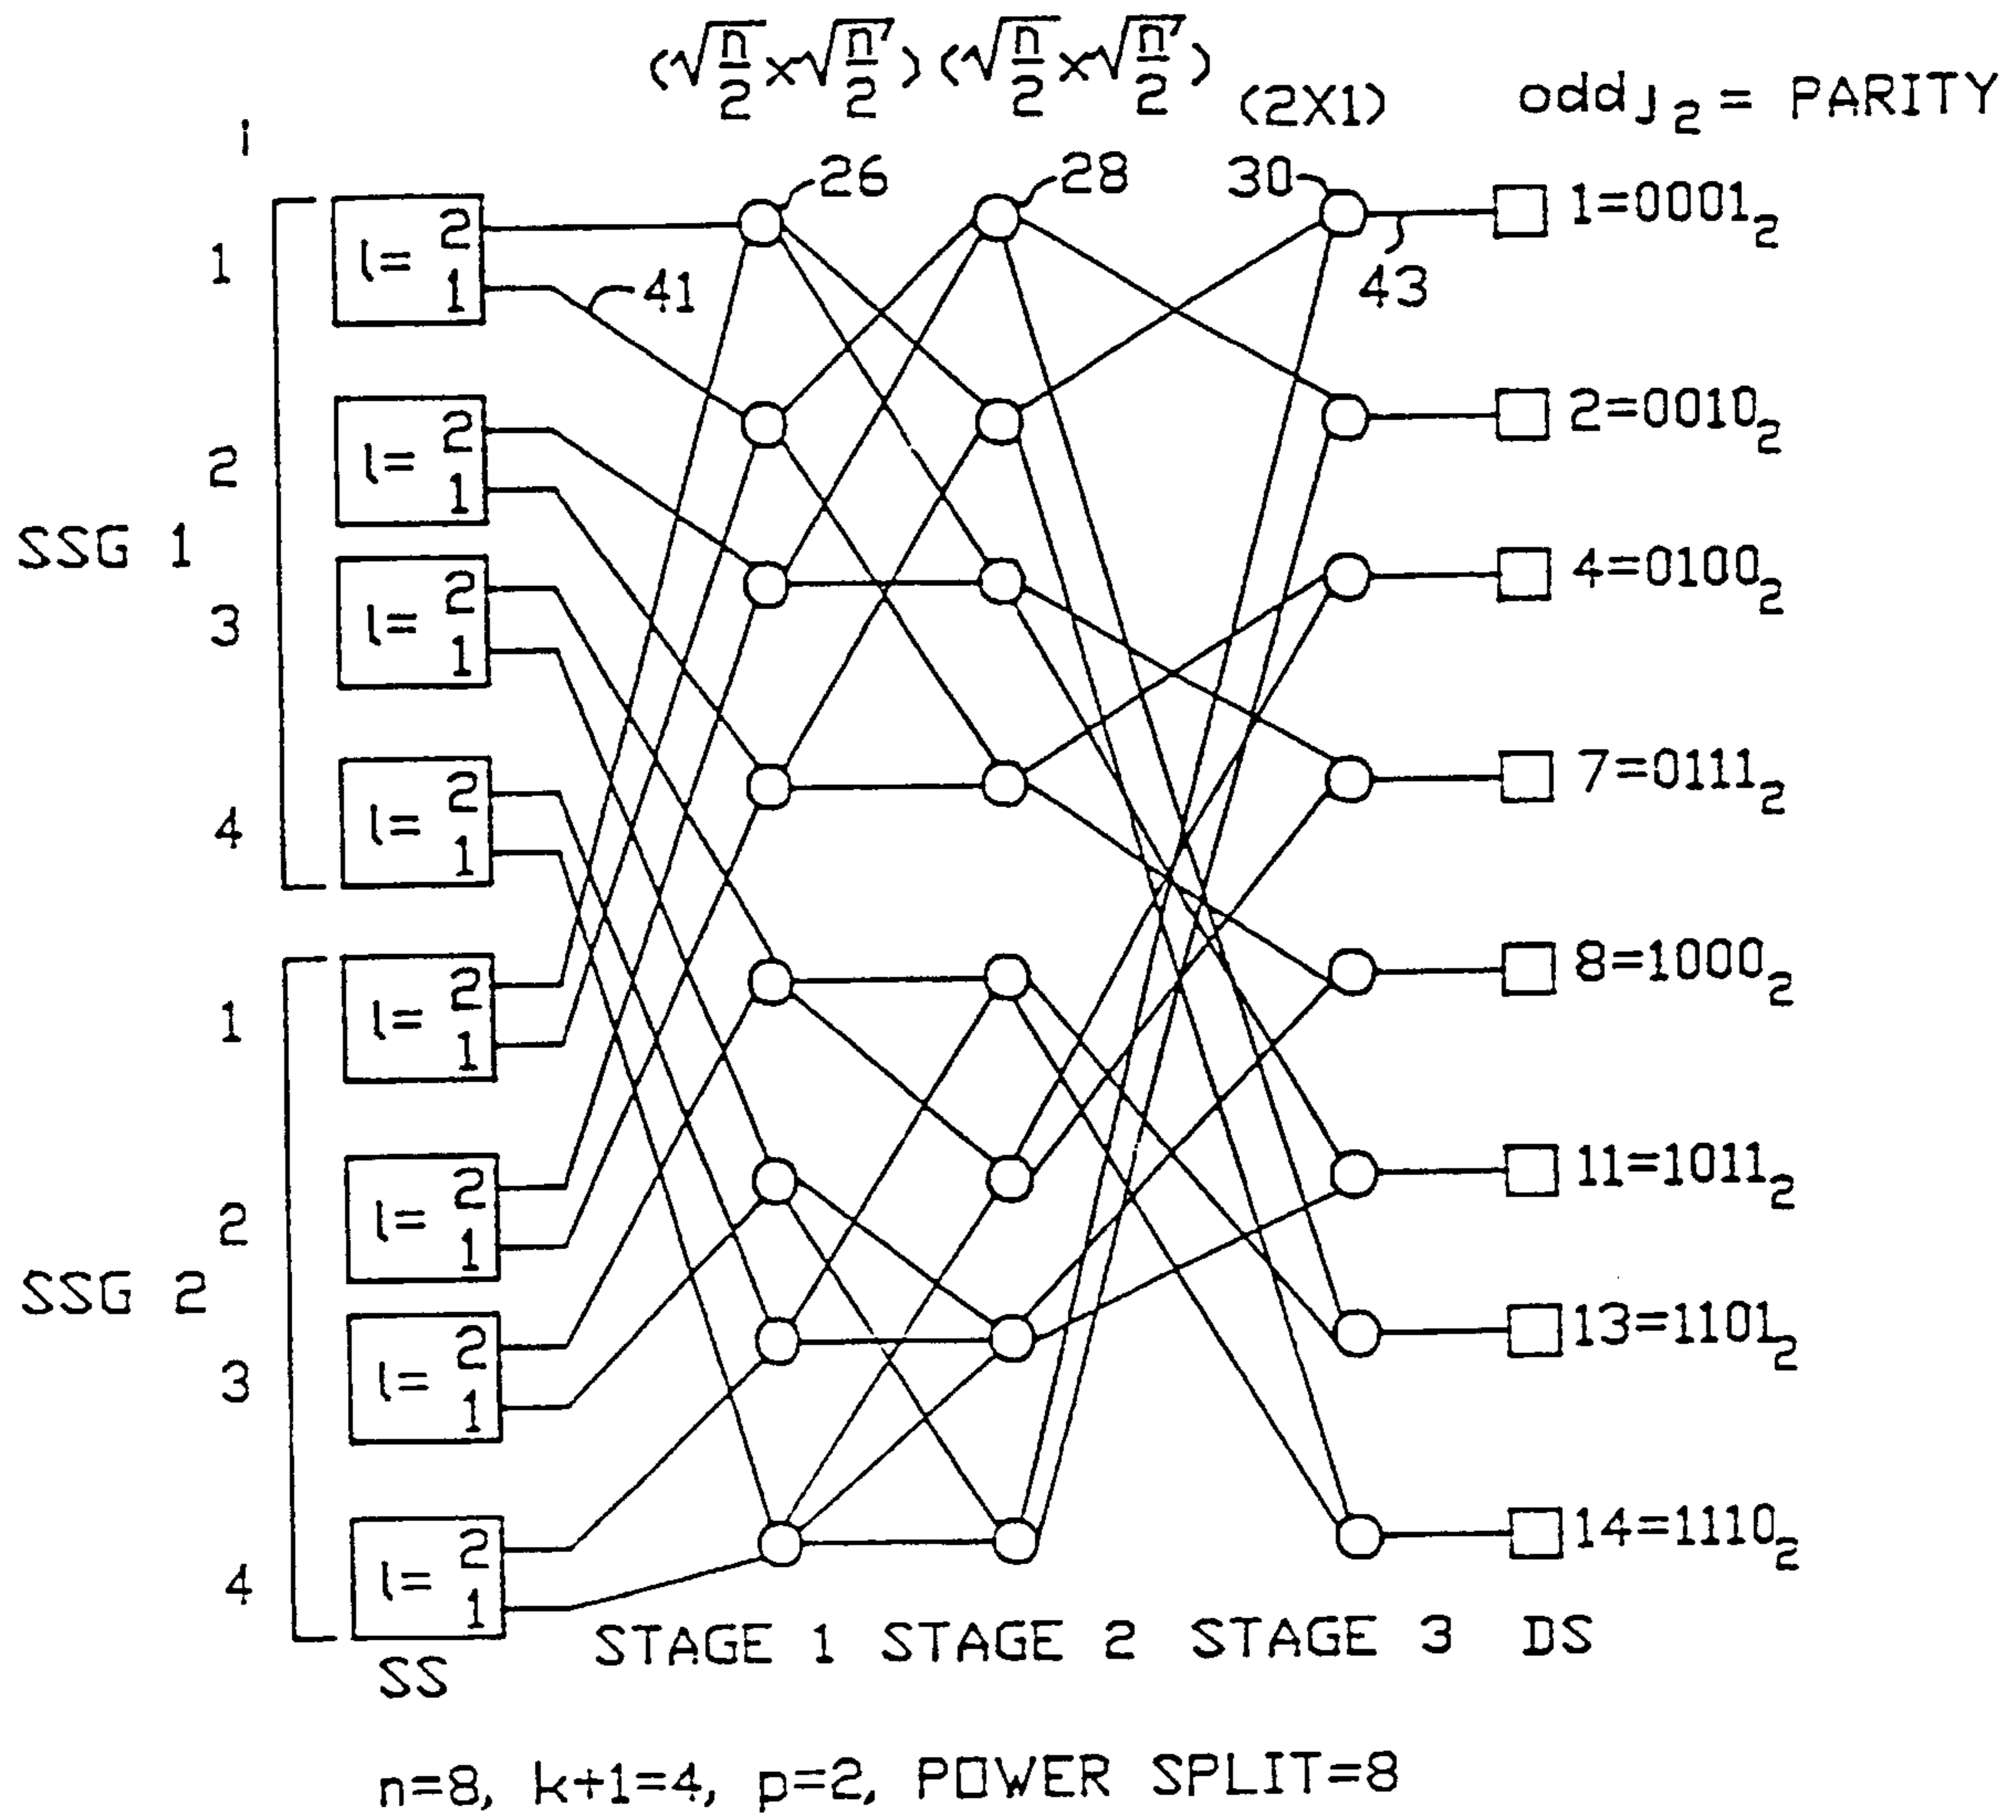 (√n/2 x √n/2) (√n/2 x √n/2) (2X1) odd j₂ = PARITY
i
26 28 30 43 41
1 l= 2 1
2 l= 2 1
SSG 1
3 l= 2 1
4 l= 2 1
1 l= 2 1
2 l= 2 1
SSG 2
3 l= 2 1
4 l= 2 1
1=0001₂
2=0010₂
4=0100₂
7=0111₂
8=1000₂
11=1011₂
13=1101₂
14=1110₂
SS STAGE 1 STAGE 2 STAGE 3 DS
n=8, k+1=4, p=2, POWER SPLIT=8